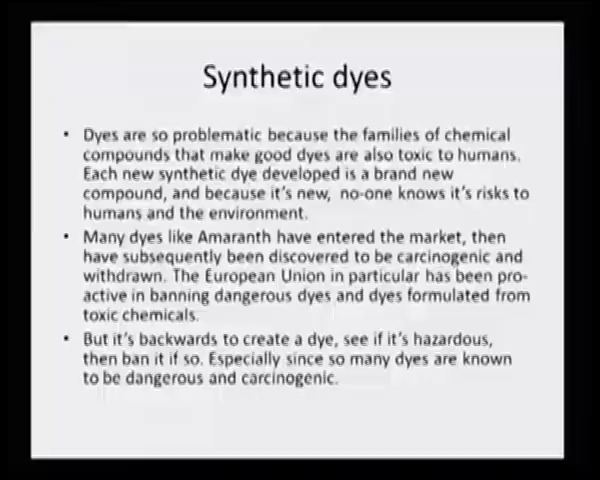 Synthetic dyes
• Dyes are so problematic because the families of chemical
compounds that make good dyes are also toxic to humans.
Each new synthetic dye developed is a brand new
compound, and because it's new, no-one knows it's risks to
humans and the environment.
• Many dyes like Amaranth have entered the market, then
have subsequently been discovered to be carcinogenic and
withdrawn. The European Union in particular has been pro-
active in banning dangerous dyes and dyes formulated from
toxic chemicals.
• But it's backwards to create a dye, see if it's hazardous,
then ban it if so. Especially since so many dyes are known
to be dangerous and carcinogenic.